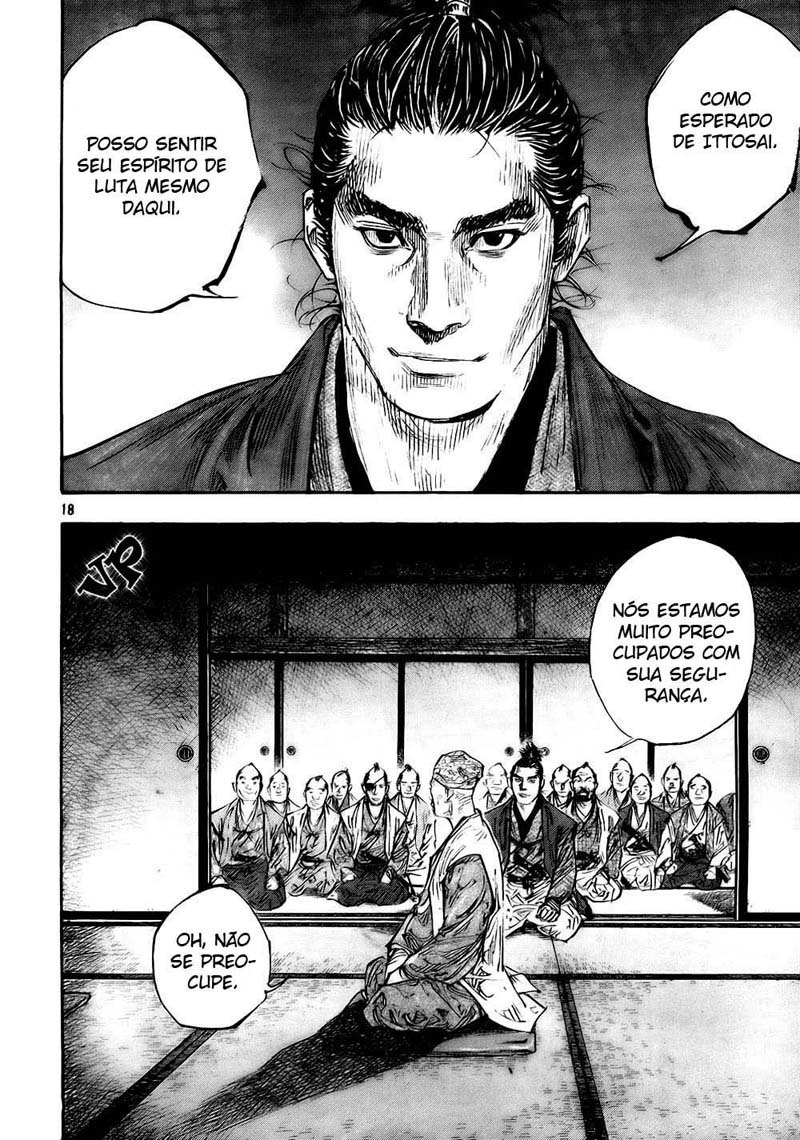 COMO
ESPERADO
DE ITTOSAI.
POSSO SENTIR
SEU ESPÍRITO DE
LUTA MESMO
DAQUI.
18
VP
NÓS ESTAMOS
MUITO PREO-
CUPADOS COM
SUA SEGU-
RANÇA.
OH, NÃO
SE PREO-
CUPE.